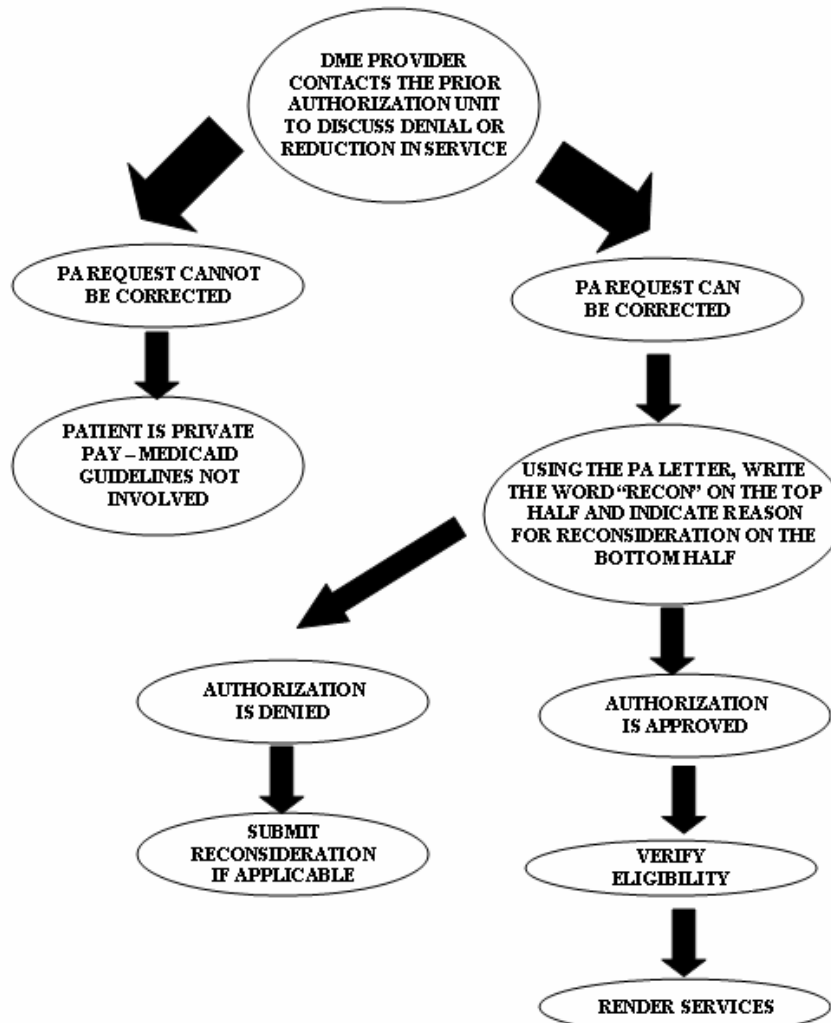 DME PROVIDER
CONTACTS THE PRIOR
AUTHORIZATION UNIT
TO DISCUSS DENIAL OR
REDUCTION IN SERVICE
PA REQUEST CANNOT
BE CORRECTED
PA REQUEST CAN
BE CORRECTED
PATIENT IS PRIVATE
PAY – MEDICAID
GUIDELINES NOT
INVOLVED
USING THE PA LETTER, WRITE
THE WORD “RECON” ON THE TOP
HALF AND INDICATE REASON
FOR RECONSIDERATION ON THE
BOTTOM HALF
AUTHORIZATION
IS DENIED
AUTHORIZATION
IS APPROVED
SUBMIT
RECONSIDERATION
IF APPLICABLE
VERIFY
ELIGIBILITY
RENDER SERVICES